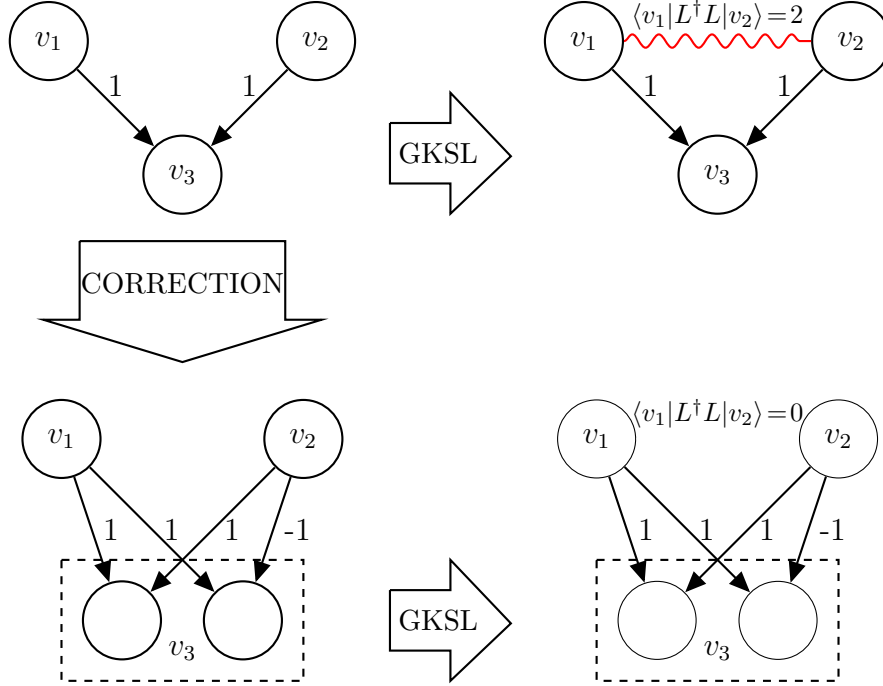 v₁ v₂ ⟨v₁|L†L|v₂⟩=2
v₁ v₂
1 1 1 1
v₃ GKSL v₃
CORRECTION
v₁ v₂ v₁ ⟨v₁|L†L|v₂⟩=0 v₂
1 1 1 -1 1 1 1 -1
GKSL
v₃ v₃